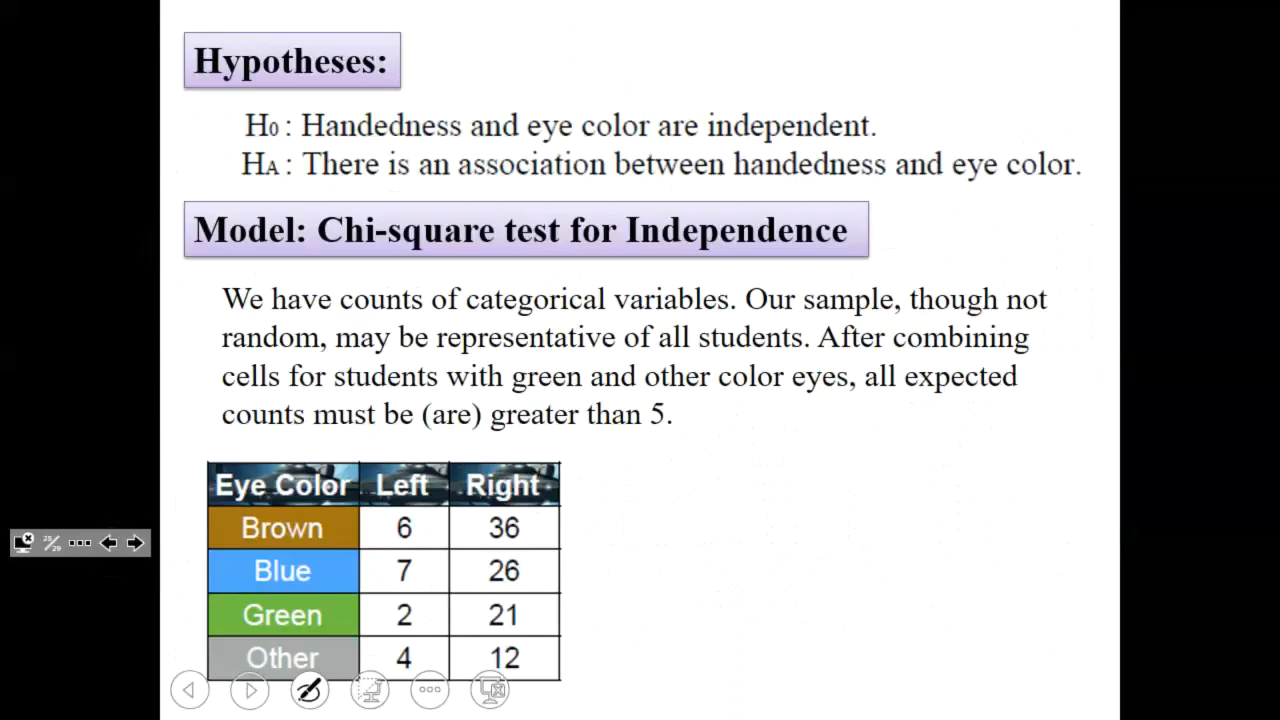 Hypotheses:
H0 : Handedness and eye color are independent.
HA : There is an association between handedness and eye color.
Model: Chi-square test for Independence
We have counts of categorical variables. Our sample, though not
random, may be representative of all students. After combining
cells for students with green and other color eyes, all expected
counts must be (are) greater than 5.
Eye Color Left Right
Brown 6 36
Blue 7 26
25/29
Green 2 21
Other 4 12